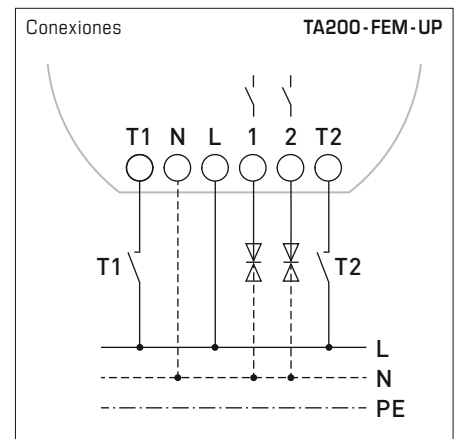 Conexiones TA200-FEM-UP
T1 N L 1 2 T2
T1 T2
L
N
PE